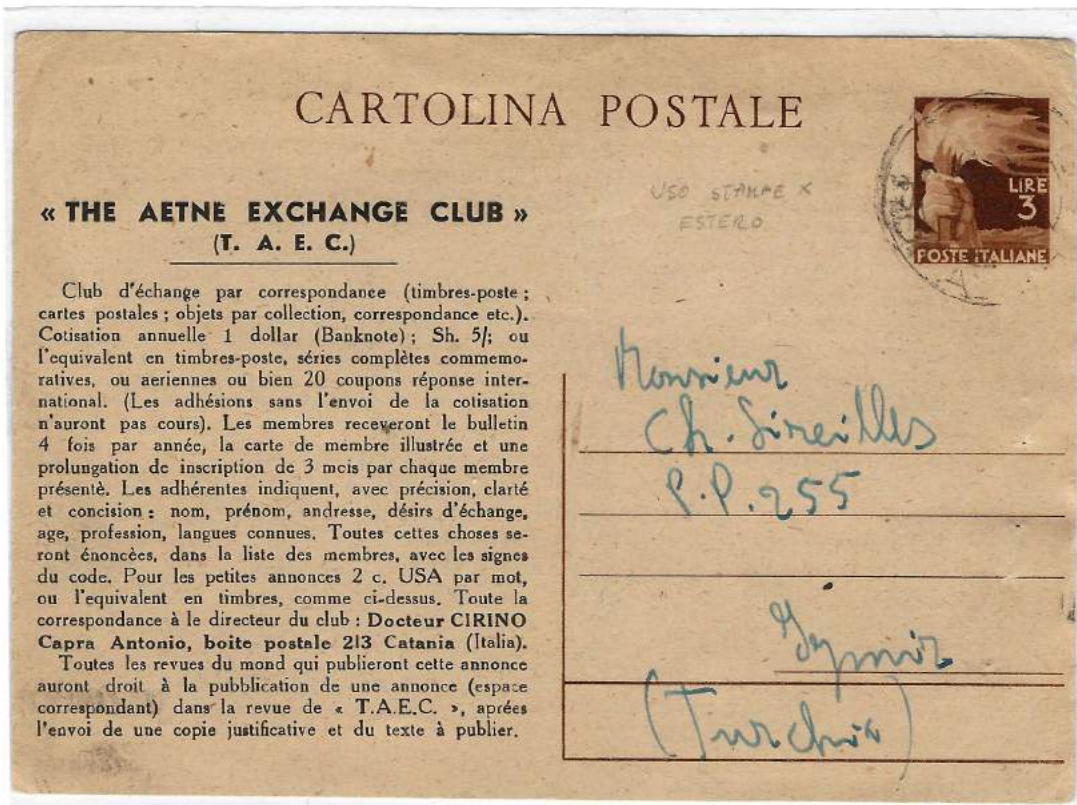 CARTOLINA POSTALE
LIRE
3
POSTE ITALIANE
USO STAMPE X
ESTERO
« THE AETNE EXCHANGE CLUB »
(T. A. E. C.)
Club d'échange par correspondance (timbres-poste ;
cartes postales ; objets par collection, correspondance etc.).
Cotisation annuelle 1 dollar (Banknote) ; Sh. 5/; ou
l'equivalent en timbres-poste, séries complètes commemo-
ratives, ou aeriennes ou bien 20 coupons réponse inter-
national. (Les adhésions sans l'envoi de la cotisation
n'auront pas cours). Les membres receveront le bulletin
4 fois par année, la carte de membre illustrée et une
prolungation de inscription de 3 mois par chaque membre
présentè. Les adhérentes indiquent, avec précision, clarté
et concision : nom, prénom, andresse, désirs d'échange,
age, profession, langues connues. Toutes cettes choses se-
ront énoncèes, dans la liste des membres, avec les signes
du code. Pour les petites annonces 2 c. USA par mot,
ou l'equivalent en timbres, comme ci-dessus. Toute la
correspondance à le directeur du club : Docteur CIRINO
Capra Antonio, boite postale 213 Catania (Italia).
Toutes les revues du mond qui publieront cette annonce
auront droit à la pubblication de une annonce (espace
correspondant) dans la revue de « T.A.E.C. », aprées
l'envoi de une copie justificative et du texte à publier.
Monsieur
Ch. Sireilles
P.P. 255
Izmir
(Turchia)